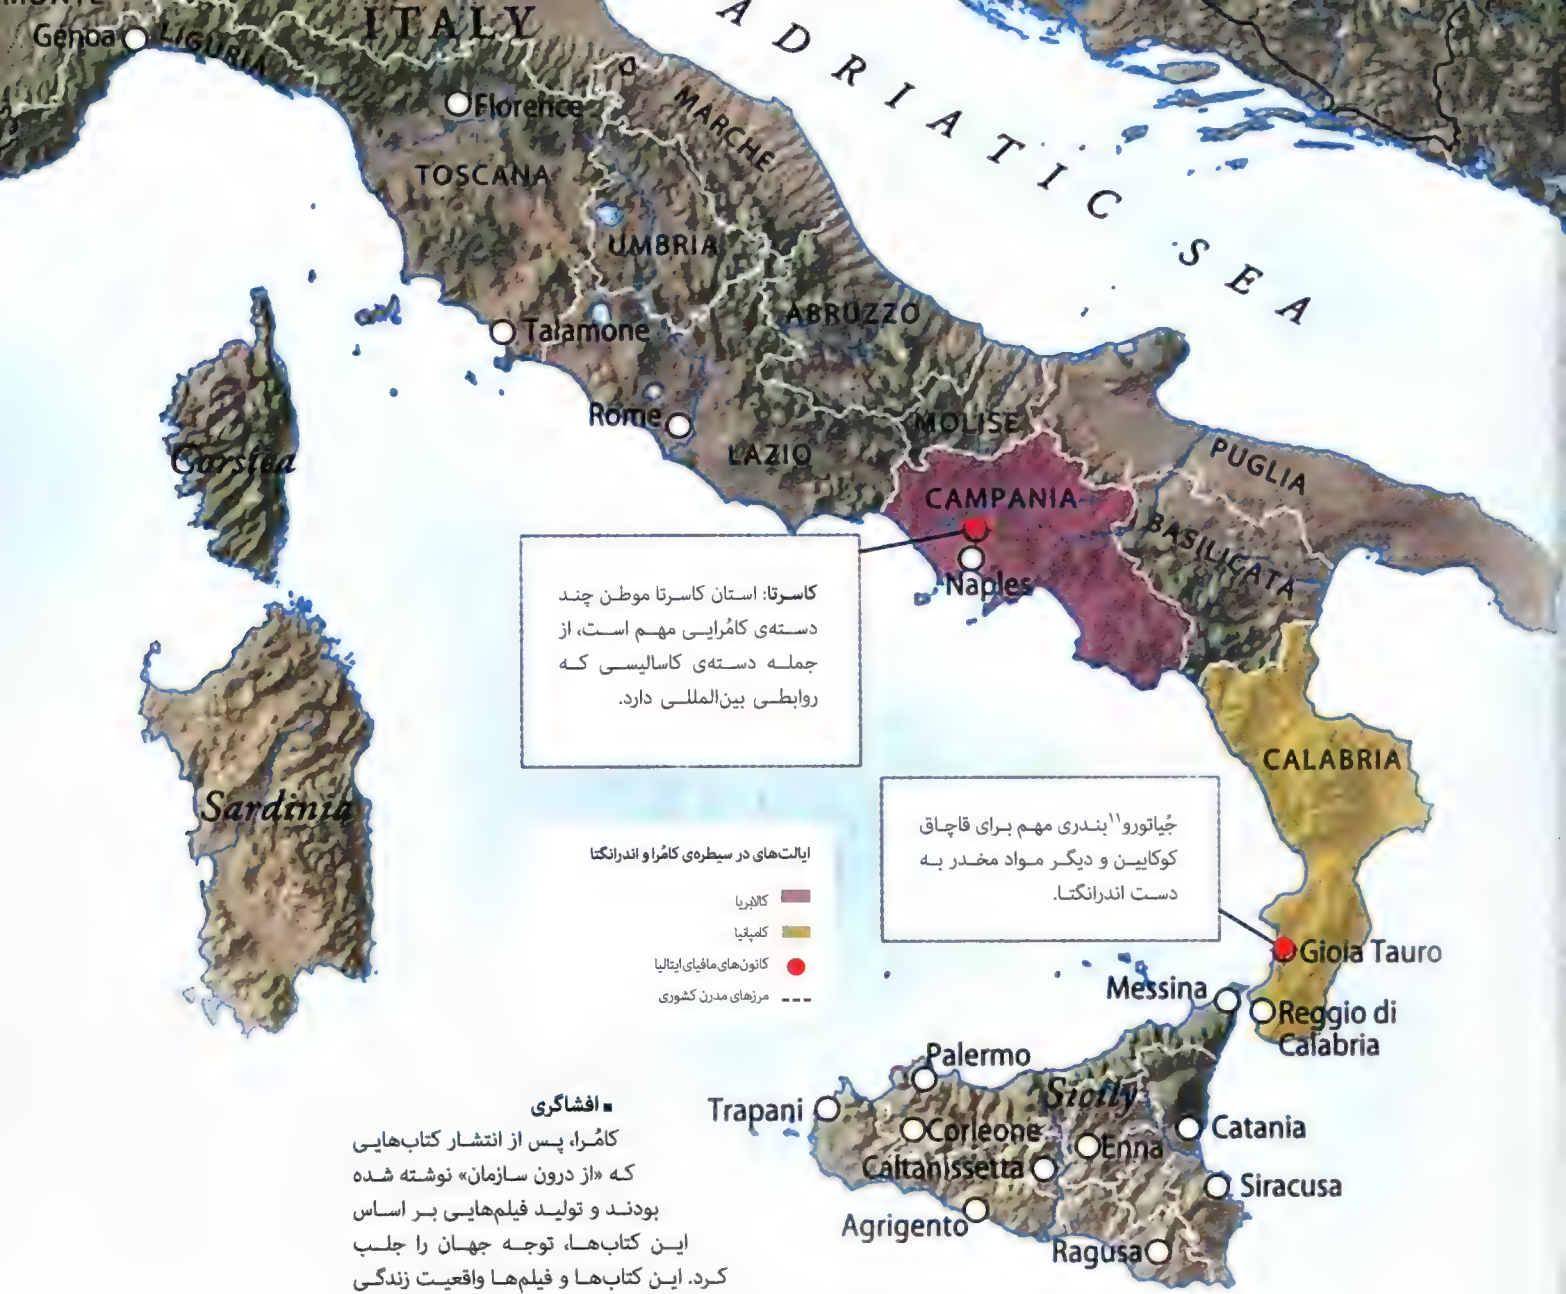 ITALY
Genoa
LIGURIA
Florence
MARCHE
TOSCANA
UMBRIA
ADRIATIC SEA
Talamone
ABRUZZO
Rome
LAZIO
MOLISE
PUGLIA
Corsica
CAMPANIA
BASILICATA
Naples
کاسرتا: استان کاسرتا موطن چند
دسته‌ی کامُرایی مهم است، از
جمله دسته‌ی کاسالیسی که
روابطی بین‌المللی دارد.
CALABRIA
Sardinia
جُیاتورو۱۱ بندری مهم برای قاچاق
کوکایین و دیگر مواد مخدر به
دست اندرانگتا.
ایالت‌های در سیطره‌ی کامُرا و اندرانگتا
کالابریا
کامپانیا
کانون‌های مافیای ایتالیا
مرزهای مدرن کشوری
Gioia Tauro
Messina
Reggio di
Calabria
Palermo
Sicily
Trapani
Corleone
Enna
Catania
Caltanissetta
Siracusa
Agrigento
Ragusa
■ افشاگری
کامُرا، پس از انتشار کتاب‌هایی
که «از درون سازمان» نوشته شده
بودند و تولید فیلم‌هایی بر اساس
این کتاب‌ها، توجه جهان را جلب
کرد. این کتاب‌ها و فیلم‌ها واقعیت زندگی